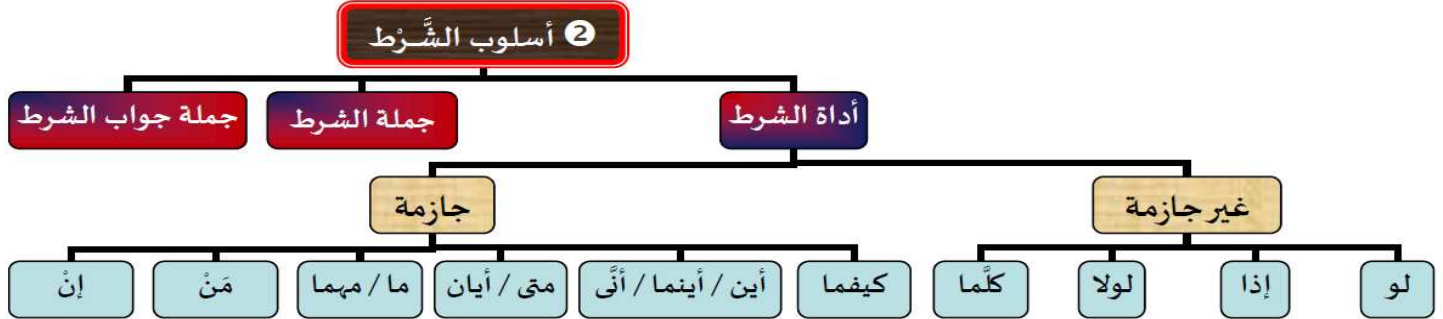 ❷ أسلوب الشَّـرْط
أداة الشرط
جملة الشرط
جملة جواب الشرط
غير جازمة
جازمة
لو
إذا
لولا
كلَّما
كيفما
أين / أينما / أنَّى
متى / أيان
ما / مهما
مَنْ
إنْ